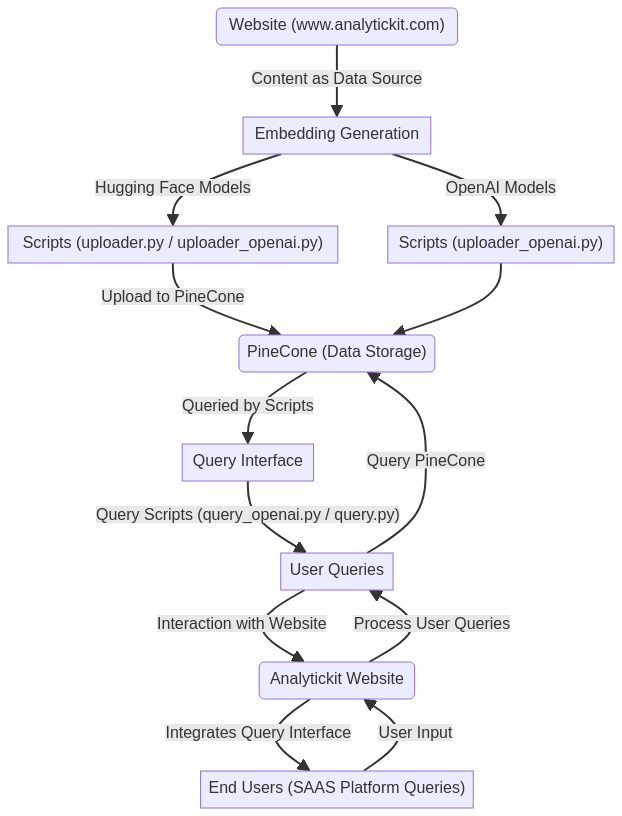 Website (www.analytickit.com)
Content as Data Source
Embedding Generation
Hugging Face Models
OpenAI Models
Scripts (uploader.py / uploader_openai.py)
Scripts (uploader_openai.py)
Upload to PineCone
PineCone (Data Storage)
Queried by Scripts
Query Interface
Query PineCone
Query Scripts (query_openai.py / query.py)
User Queries
Interaction with Website
Process User Queries
Analytickit Website
Integrates Query Interface
User Input
End Users (SAAS Platform Queries)